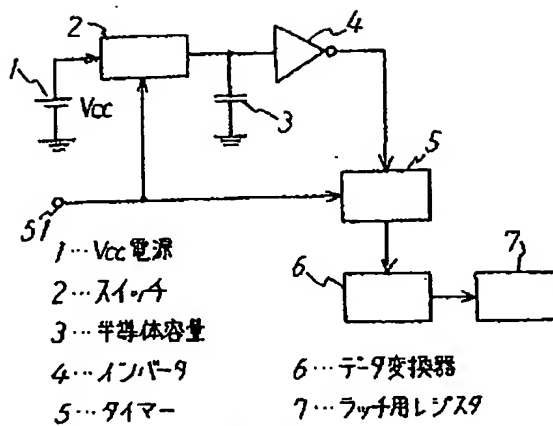 2
4
1
Vcc
3
5
51
6
7
1…Vcc電源
2…スイッチ
3…半導体容量
4…インバータ
5…タイマー
6…データ変換器
7…ラッチ用レジスタ